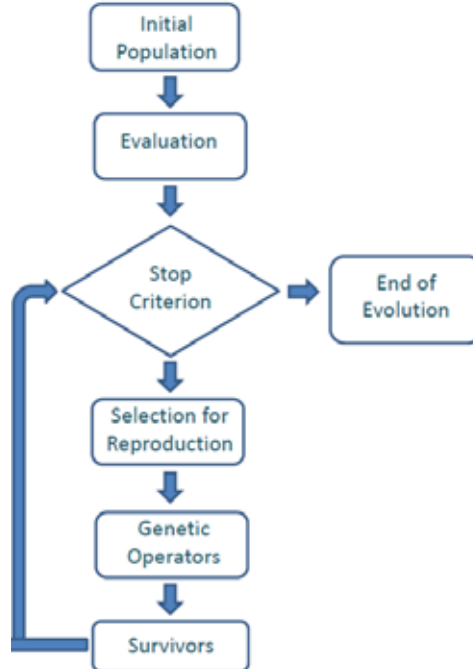 Initial
Population
Evaluation
Stop
Criterion
End of
Evolution
Selection for
Reproduction
Genetic
Operators
Survivors